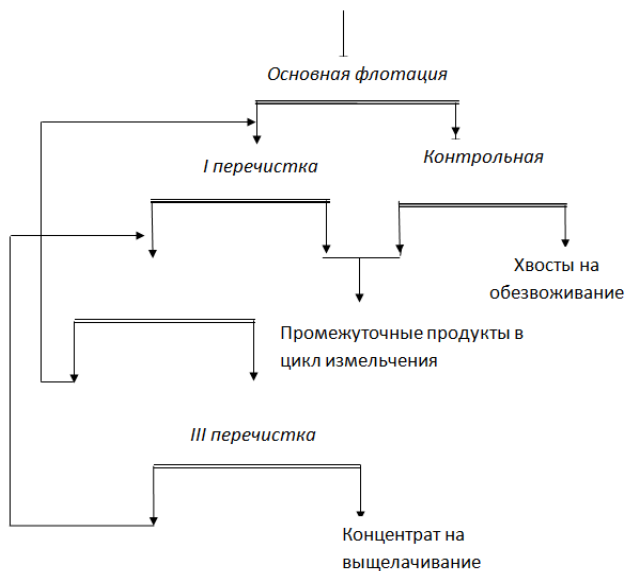 Основная флотация
I перечистка
Контрольная
Хвосты на
обезвоживание
Промежуточные продукты в
цикл измельчения
III перечистка
Концентрат на
выщелачивание